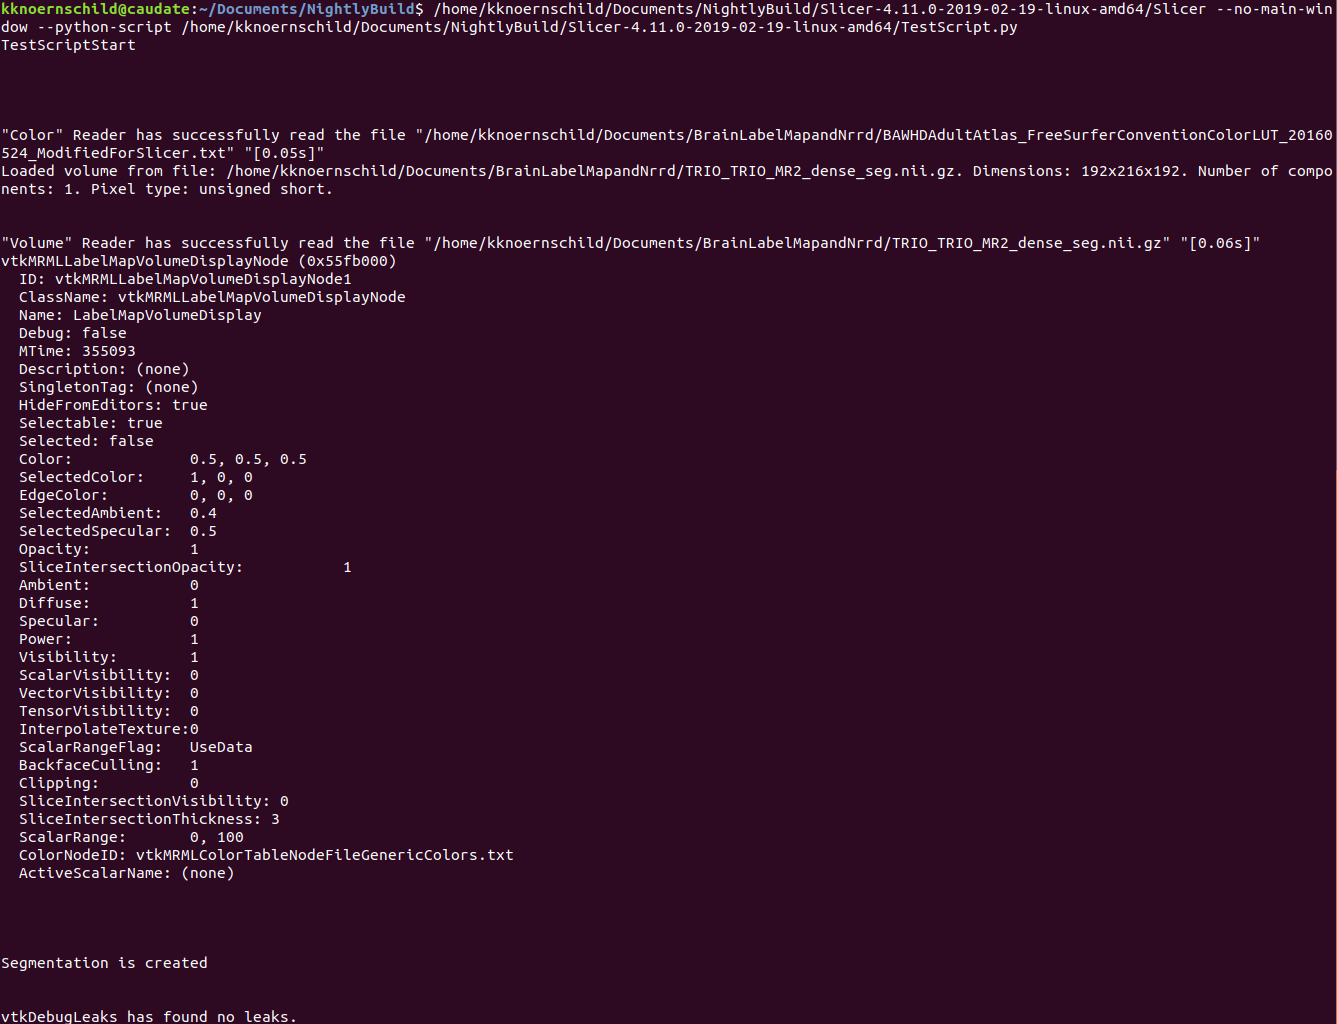 kknoernschild@caudate:~/Documents/NightlyBuild$ /home/kknoernschild/Documents/NightlyBuild/Slicer-4.11.0-2019-02-19-linux-amd64/Slicer --no-main-win
dow --python-script /home/kknoernschild/Documents/NightlyBuild/Slicer-4.11.0-2019-02-19-linux-amd64/TestScript.py
TestScriptStart
"Color" Reader has successfully read the file "/home/kknoernschild/Documents/BrainLabelMapandNrrd/BAWHDAdultAtlas_FreeSurferConventionColorLUT_20160
524_ModifiedForSlicer.txt" "[0.05s]"
Loaded volume from file: /home/kknoernschild/Documents/BrainLabelMapandNrrd/TRIO_TRIO_MR2_dense_seg.nii.gz. Dimensions: 192x216x192. Number of compo
nents: 1. Pixel type: unsigned short.
"Volume" Reader has successfully read the file "/home/kknoernschild/Documents/BrainLabelMapandNrrd/TRIO_TRIO_MR2_dense_seg.nii.gz" "[0.06s]"
vtkMRMLLabelMapVolumeDisplayNode (0x55fb000)
  ID: vtkMRMLLabelMapVolumeDisplayNode1
  ClassName: vtkMRMLLabelMapVolumeDisplayNode
  Name: LabelMapVolumeDisplay
  Debug: false
  MTime: 355093
  Description: (none)
  SingletonTag: (none)
  HideFromEditors: true
  Selectable: true
  Selected: false
  Color:             0.5, 0.5, 0.5
  SelectedColor:     1, 0, 0
  EdgeColor:         0, 0, 0
  SelectedAmbient:   0.4
  SelectedSpecular:  0.5
  Opacity:           1
  SliceIntersectionOpacity:           1
  Ambient:           0
  Diffuse:           1
  Specular:          0
  Power:             1
  Visibility:        1
  ScalarVisibility:  0
  VectorVisibility:  0
  TensorVisibility:  0
  InterpolateTexture:0
  ScalarRangeFlag:   UseData
  BackfaceCulling:   1
  Clipping:          0
  SliceIntersectionVisibility: 0
  SliceIntersectionThickness: 3
  ScalarRange:       0, 100
  ColorNodeID: vtkMRMLColorTableNodeFileGenericColors.txt
  ActiveScalarName: (none)
Segmentation is created
vtkDebugLeaks has found no leaks.